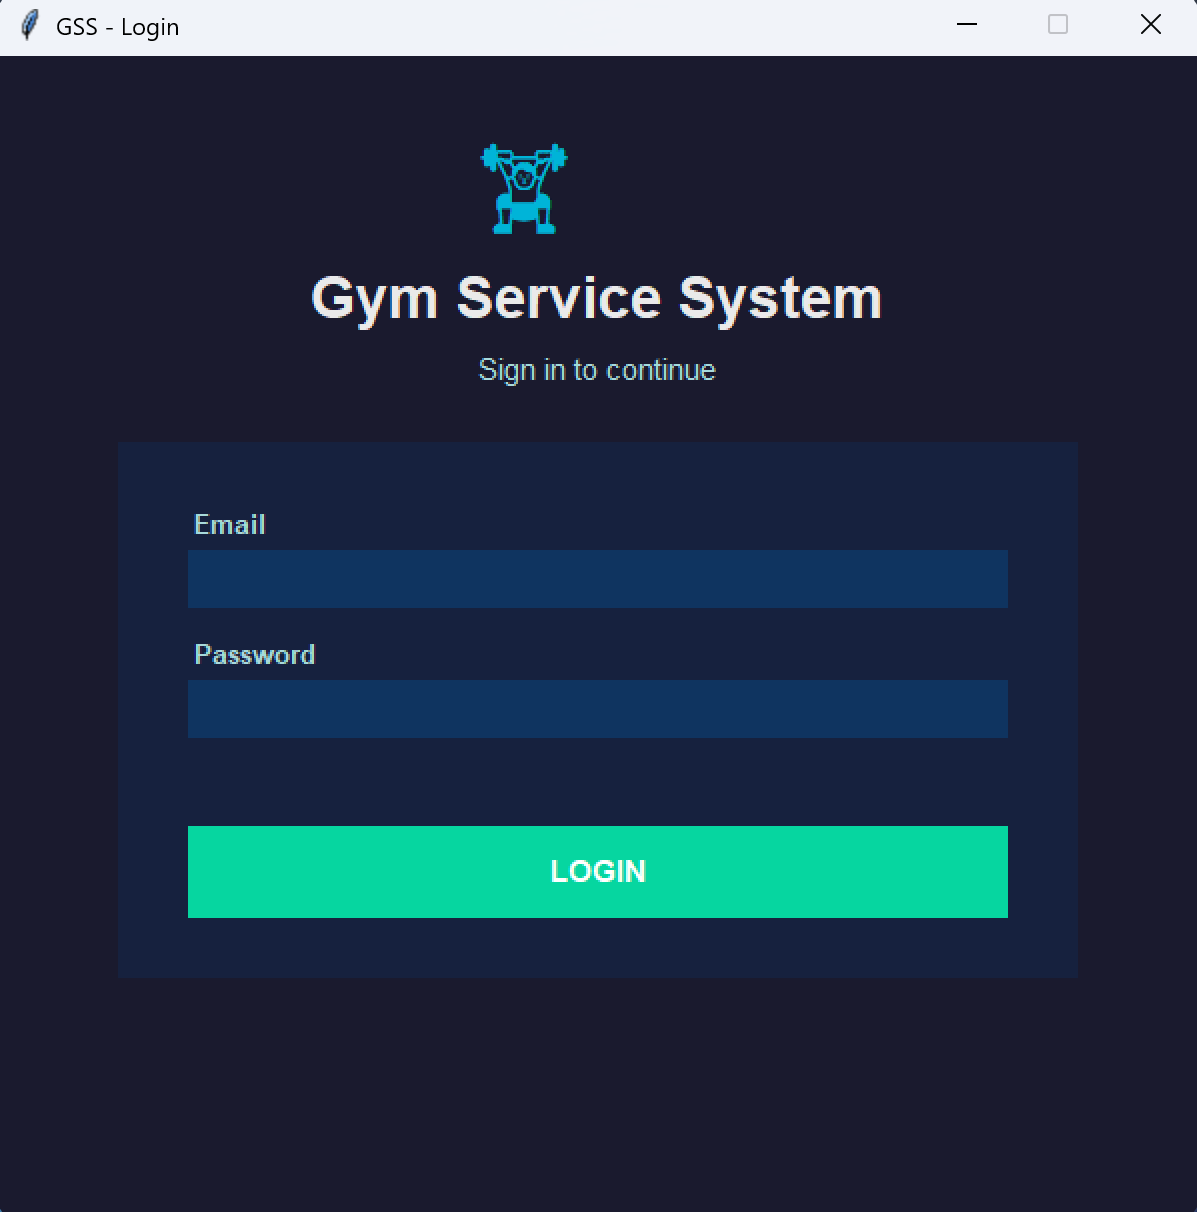 GSS - Login
Gym Service System
Sign in to continue
Email
Password
LOGIN